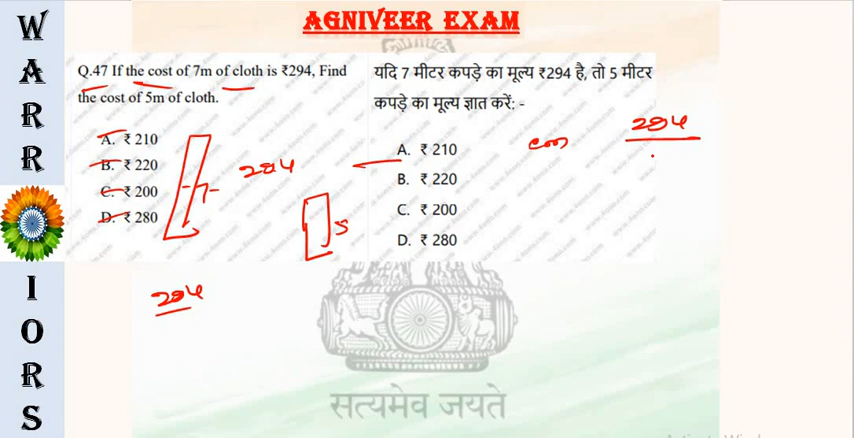 AGNIVEER EXAM
WARRIORS
Q.47 If the cost of 7m of cloth is ₹294, Find
the cost of 5m of cloth.
A. ₹ 210
B. ₹ 220
C. ₹ 200
D. ₹ 280
294
7
5
294
यदि 7 मीटर कपड़े का मूल्य ₹294 है, तो 5 मीटर
कपड़े का मूल्य ज्ञात करें: -
A. ₹ 210
B. ₹ 220
C. ₹ 200
D. ₹ 280
294
सत्यमेव जयते